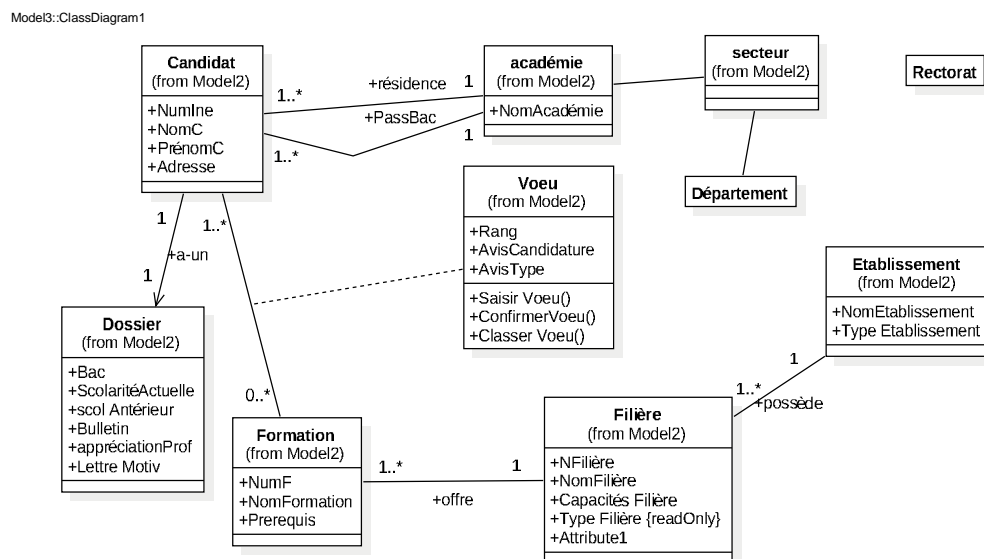 Model3::ClassDiagram1
Candidat
(from Model2)
+NumIne
+NomC
+PrénomC
+Adresse
1..*
+résidence
1
+PassBac
1..*
1
académie
(from Model2)
+NomAcadémie
secteur
(from Model2)
Rectorat
Département
Voeu
(from Model2)
+Rang
+AvisCandidature
+AvisType
+Saisir Voeu()
+ConfirmerVoeu()
+Classer Voeu()
1
+a-un
1
1..*
0..*
Dossier
(from Model2)
+Bac
+ScolaritéActuelle
+scol Antérieur
+Bulletin
+appréciationProf
+Lettre Motiv
Formation
(from Model2)
+NumF
+NomFormation
+Prerequis
1..*
+offre
1
Filière
(from Model2)
+NFilière
+NomFilière
+Capacités Filière
+Type Filière {readOnly}
+Attribute1
1..*
+possède
1
Etablissement
(from Model2)
+NomEtablissement
+Type Etablissement